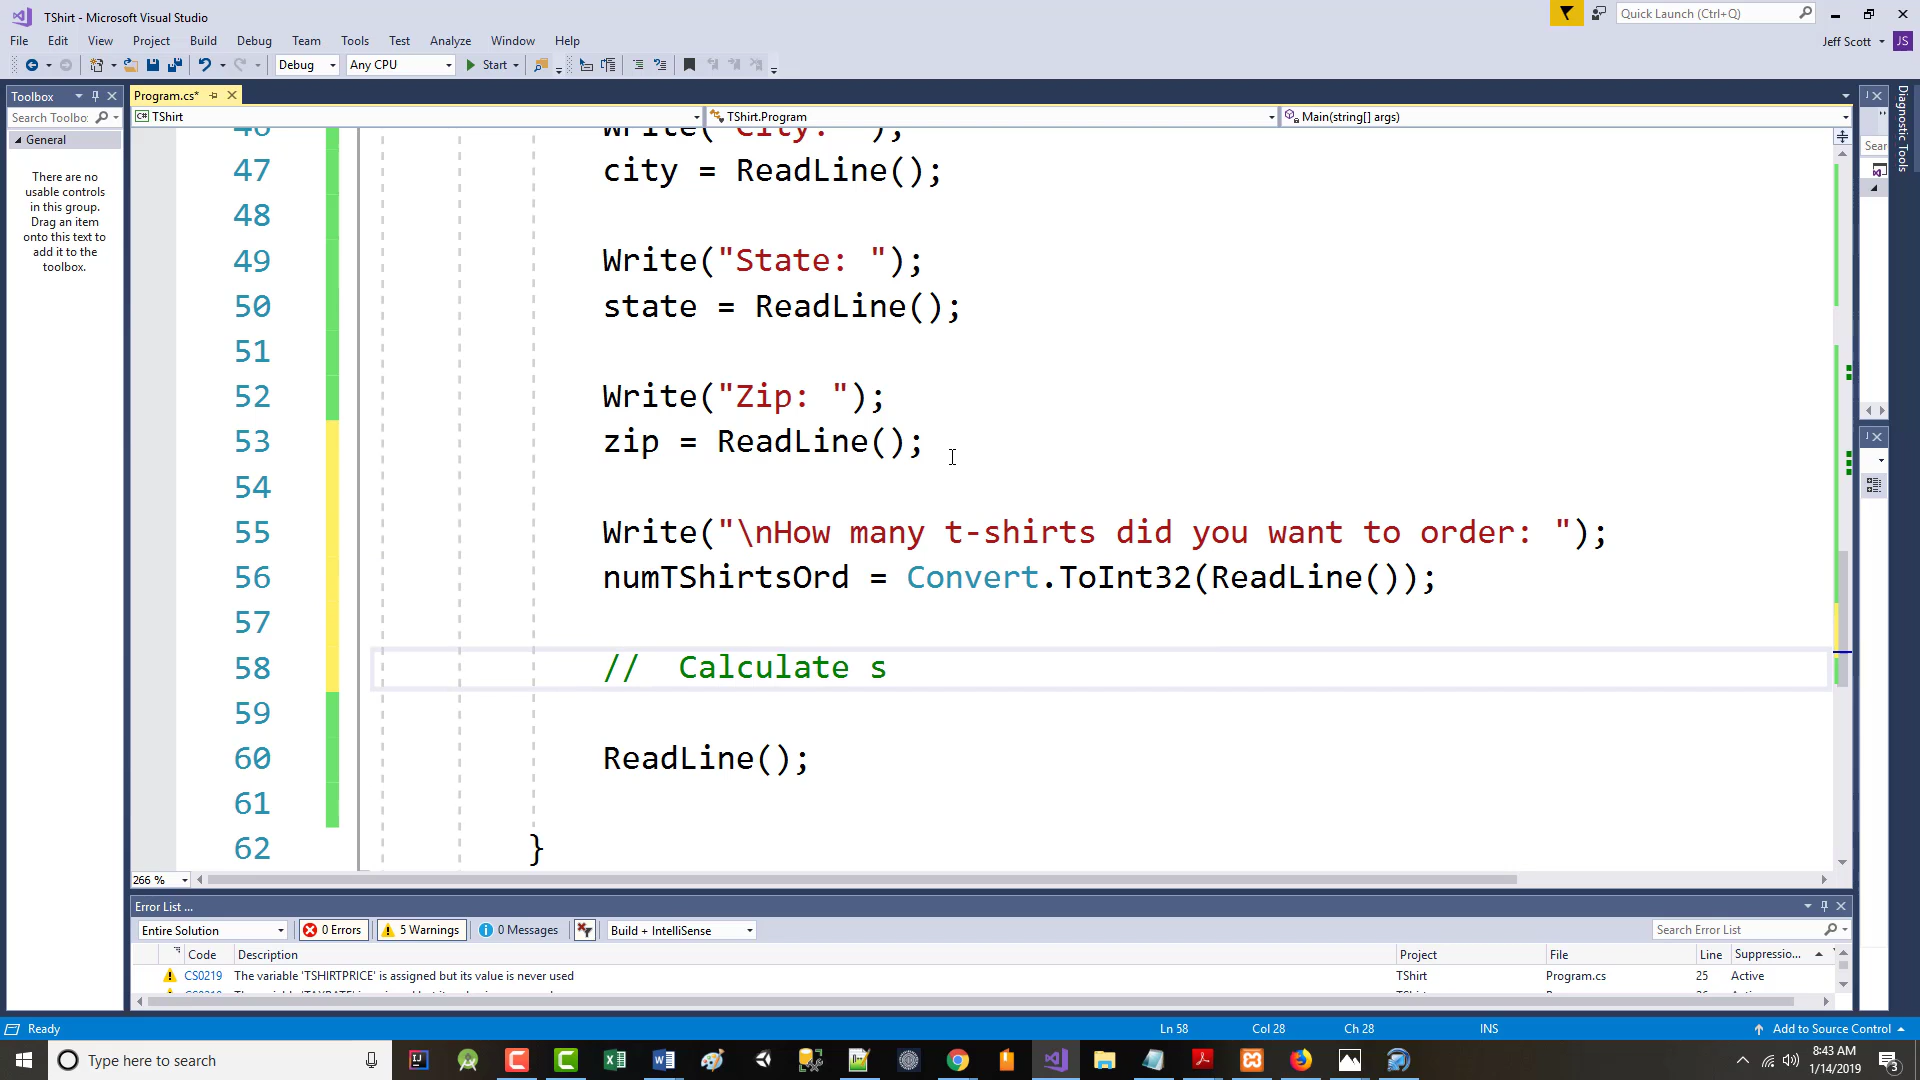 TShirt - Microsoft Visual Studio
Quick Launch (Ctrl+Q)
File Edit View Project Build Debug Team Tools Test Analyze Window Help
Jeff Scott JS
Debug Any CPU Start
Toolbox
Program.cs*
Search Toolbo
TShirt
TShirt.Program
Main(string[] args)
General
There are no
usable controls
in this group.
Drag an item
onto this text to
add it to the
toolbox.
Diagnostic Tools
Sear
46 Write("City: ");
47 city = ReadLine();
48
49 Write("State: ");
50 state = ReadLine();
51
52 Write("Zip: ");
53 zip = ReadLine();
54
55 Write("\nHow many t-shirts did you want to order: ");
56 numTShirtsOrd = Convert.ToInt32(ReadLine());
57
58 // Calculate s
59
60 ReadLine();
61
62 }
266 %
Error List ...
Entire Solution 0 Errors 5 Warnings 0 Messages Build + IntelliSense Search Error List
Code Description Project File Line Suppressio...
CS0219 The variable 'TSHIRTPRICE' is assigned but its value is never used TShirt Program.cs 25 Active
Ready Ln 58 Col 28 Ch 28 INS Add to Source Control
Type here to search
8:43 AM
1/14/2019
3